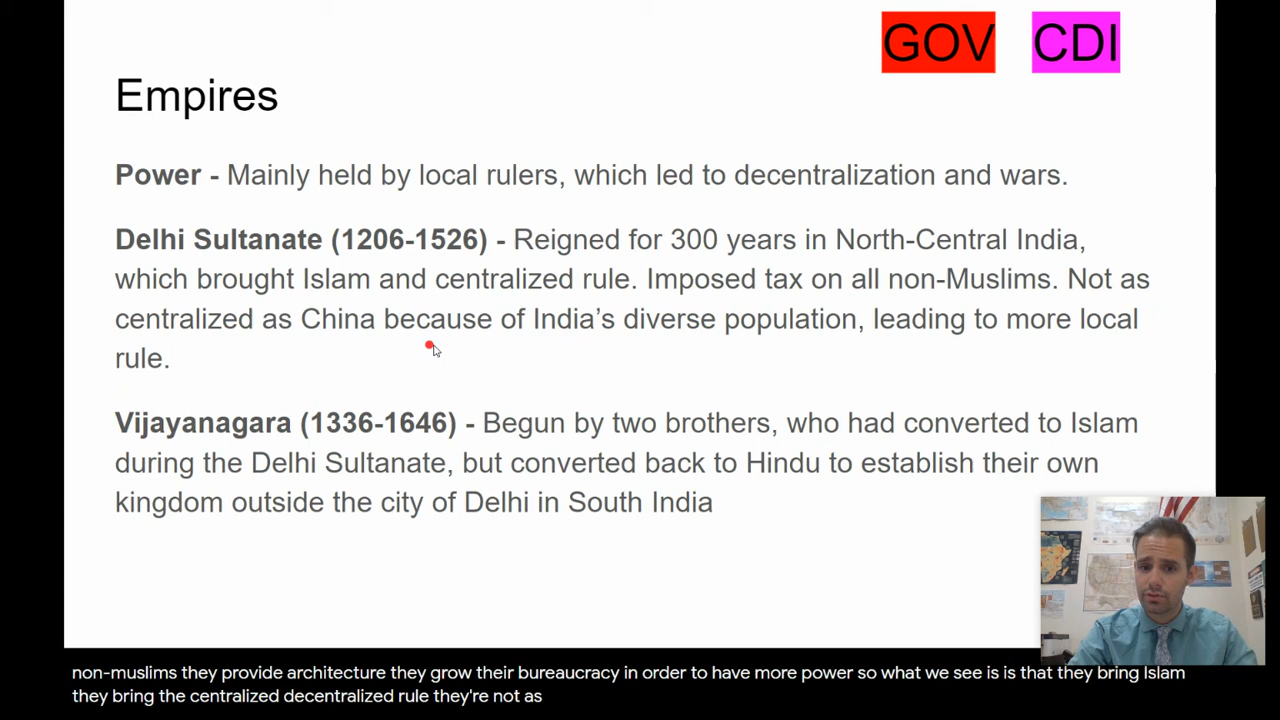 GOV CDI
Empires
Power - Mainly held by local rulers, which led to decentralization and wars.
Delhi Sultanate (1206-1526) - Reigned for 300 years in North-Central India,
which brought Islam and centralized rule. Imposed tax on all non-Muslims. Not as
centralized as China because of India’s diverse population, leading to more local
rule.
Vijayanagara (1336-1646) - Begun by two brothers, who had converted to Islam
during the Delhi Sultanate, but converted back to Hindu to establish their own
kingdom outside the city of Delhi in South India
non-muslims they provide architecture they grow their bureaucracy in order to have more power so what we see is is that they bring Islam
they bring the centralized decentralized rule they're not as